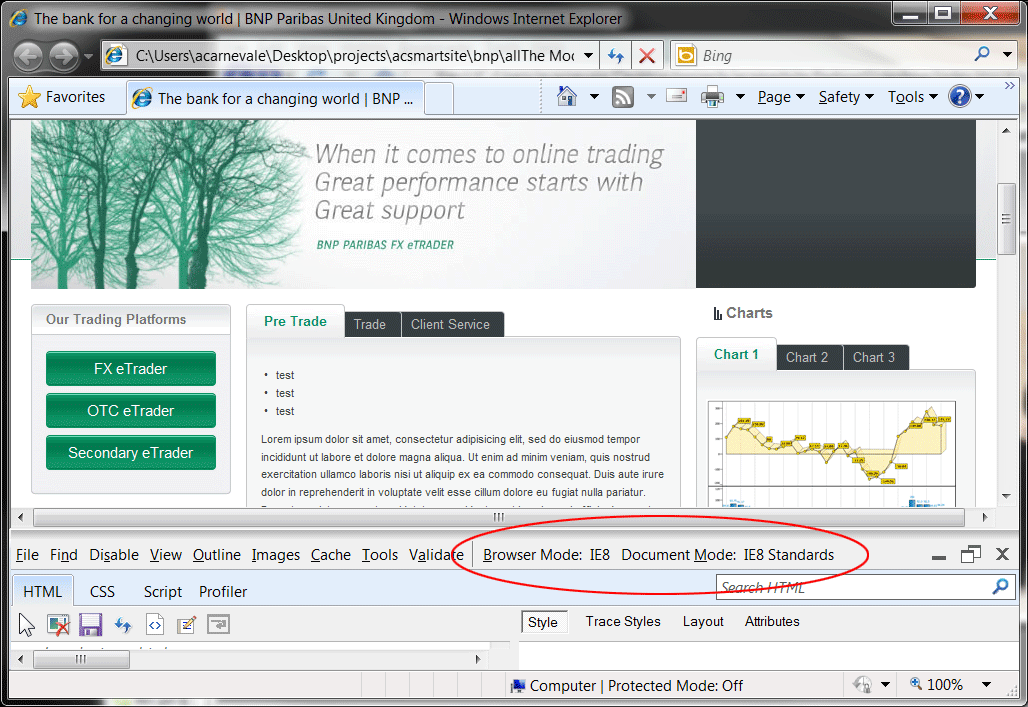 The bank for a changing world | BNP Paribas United Kingdom - Windows Internet Explorer
C:\Users\acarnevale\Desktop\projects\acsmartsite\bnp\allThe Moc
Bing
Favorites
The bank for a changing world | BNP ...
Page Safety Tools
When it comes to online trading
Great performance starts with
Great support
BNP PARIBAS FX eTRADER
Our Trading Platforms
FX eTrader
OTC eTrader
Secondary eTrader
Pre Trade Trade Client Service
• test
• test
• test
Lorem ipsum dolor sit amet, consectetur adipisicing elit, sed do eiusmod tempor
incididunt ut labore et dolore magna aliqua. Ut enim ad minim veniam, quis nostrud
exercitation ullamco laboris nisi ut aliquip ex ea commodo consequat. Duis aute irure
dolor in reprehenderit in voluptate velit esse cillum dolore eu fugiat nulla pariatur.
Charts
Chart 1 Chart 2 Chart 3
File Find Disable View Outline Images Cache Tools Validate Browser Mode: IE8 Document Mode: IE8 Standards
HTML CSS Script Profiler
Search HTML
Style Trace Styles Layout Attributes
Computer | Protected Mode: Off
100%